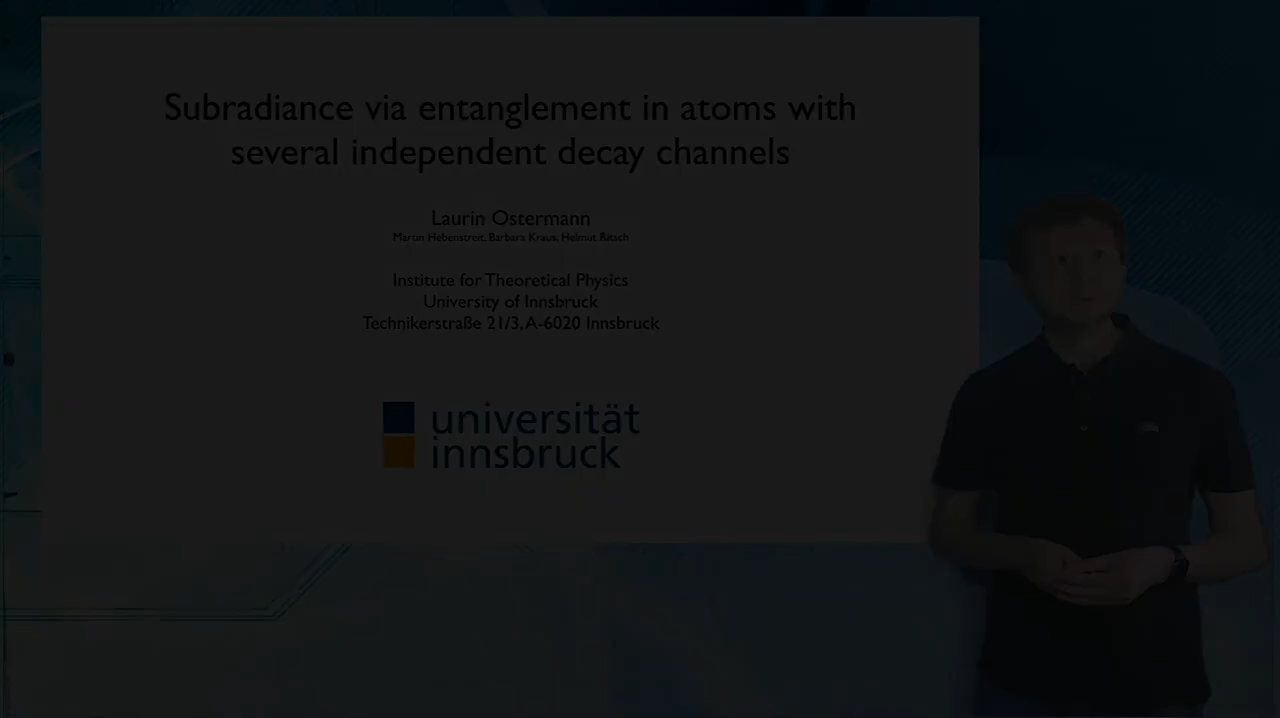 Subradiance via entanglement in atoms with
several independent decay channels
Laurin Ostermann
Martin Hebenstreit, Barbara Kraus, Helmut Ritsch
Institute for Theoretical Physics
University of Innsbruck
Technikerstraße 21/3, A-6020 Innsbruck
universität
innsbruck